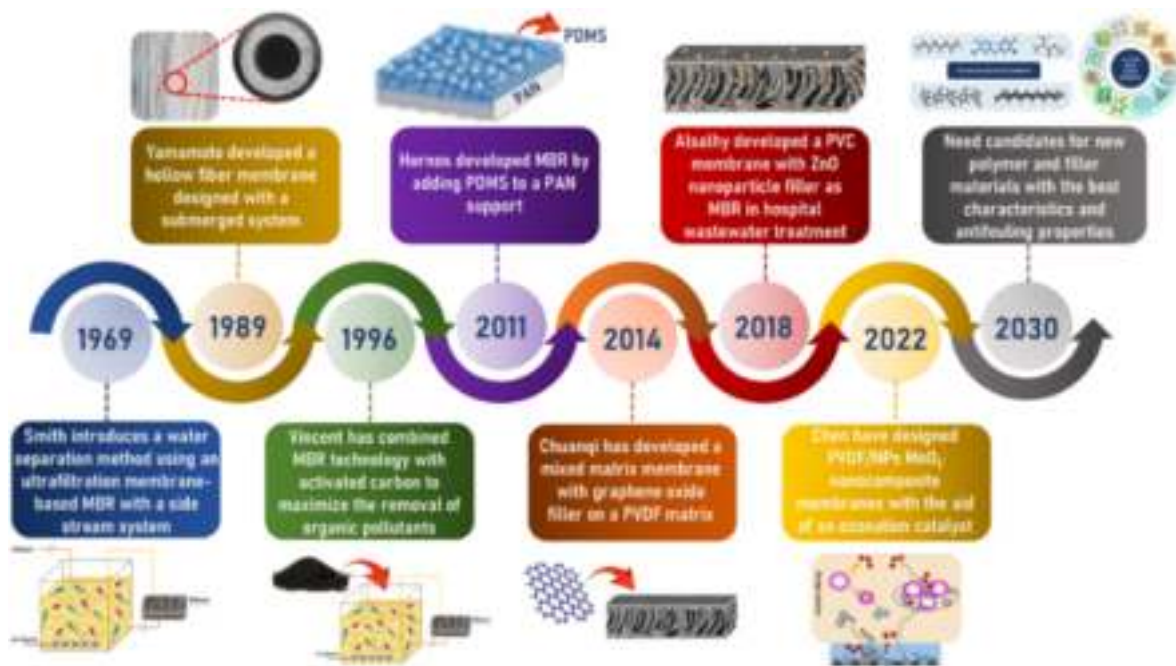 PDMS
PAN
Yamamoto developed a
hollow fiber membrane
designed with a
submerged system
Hornos developed MBR by
adding PDMS to a PAN
support
Alsalhy developed a PVC
membrane with ZnO
nanoparticle filler as
MBR in hospital
wastewater treatment
Need candidates for new
polymer and filler
materials with the best
characteristics and
antifouling properties
1969
1989
1996
2011
2014
2018
2022
2030
Smith introduces a water
separation method using an
ultrafiltration membrane-
based MBR with a side
stream system
Vincent has combined
MBR technology with
activated carbon to
maximize the removal of
organic pollutants
Chuanqi has developed a
mixed matrix membrane
with graphene oxide
filler on a PVDF matrix
Chen have designed
PVDF/NPs
nanocomposite
membranes with the aid
of an ozonation catalyst